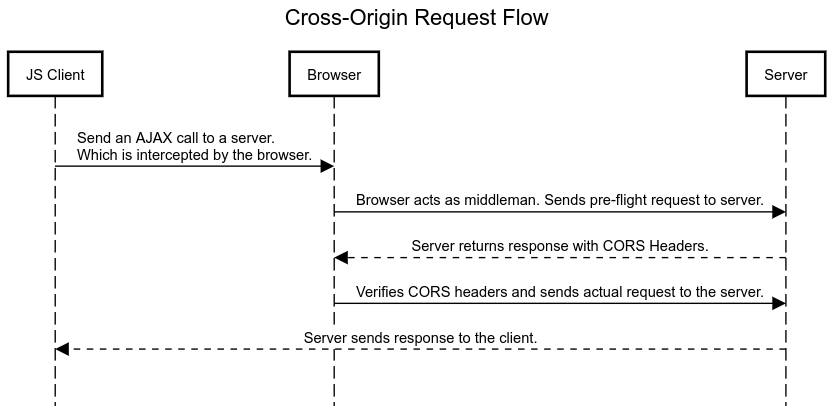 Cross-Origin Request Flow
JS Client
Browser
Server
Send an AJAX call to a server.
Which is intercepted by the browser.
Browser acts as middleman. Sends pre-flight request to server.
Server returns response with CORS Headers.
Verifies CORS headers and sends actual request to the server.
Server sends response to the client.